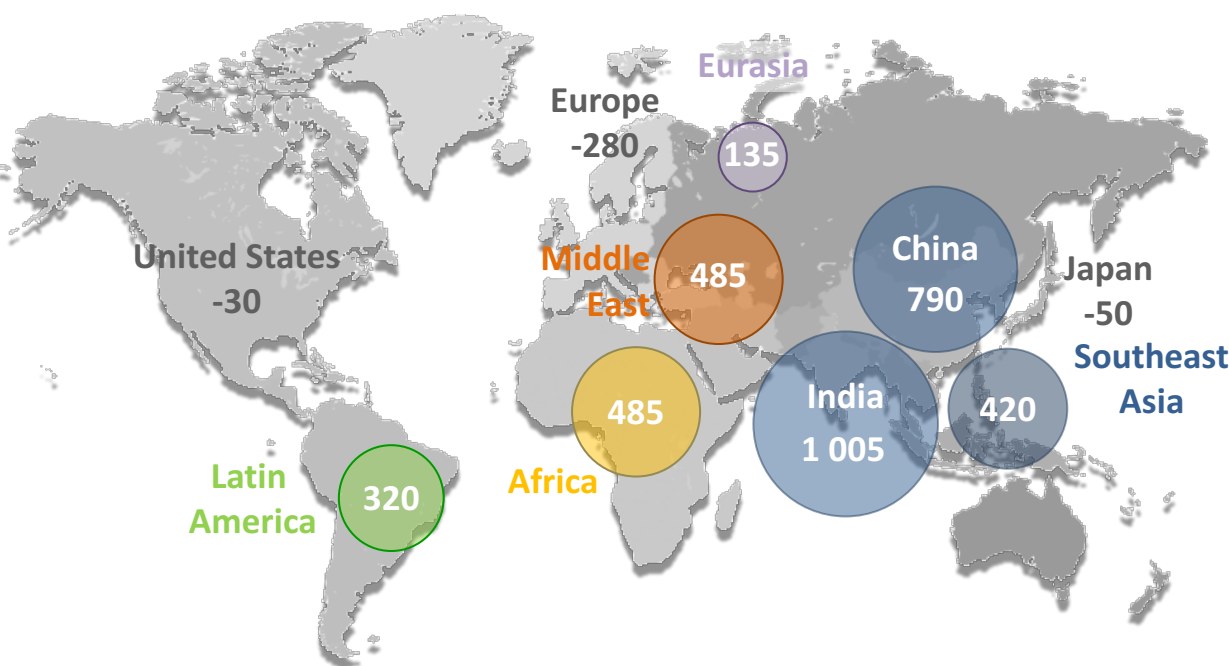 Eurasia
135
Europe
-280
United States
-30
Middle
East
485
China
790
Japan
-50
Southeast
Asia
420
India
1 005
485
Africa
Latin
America
320